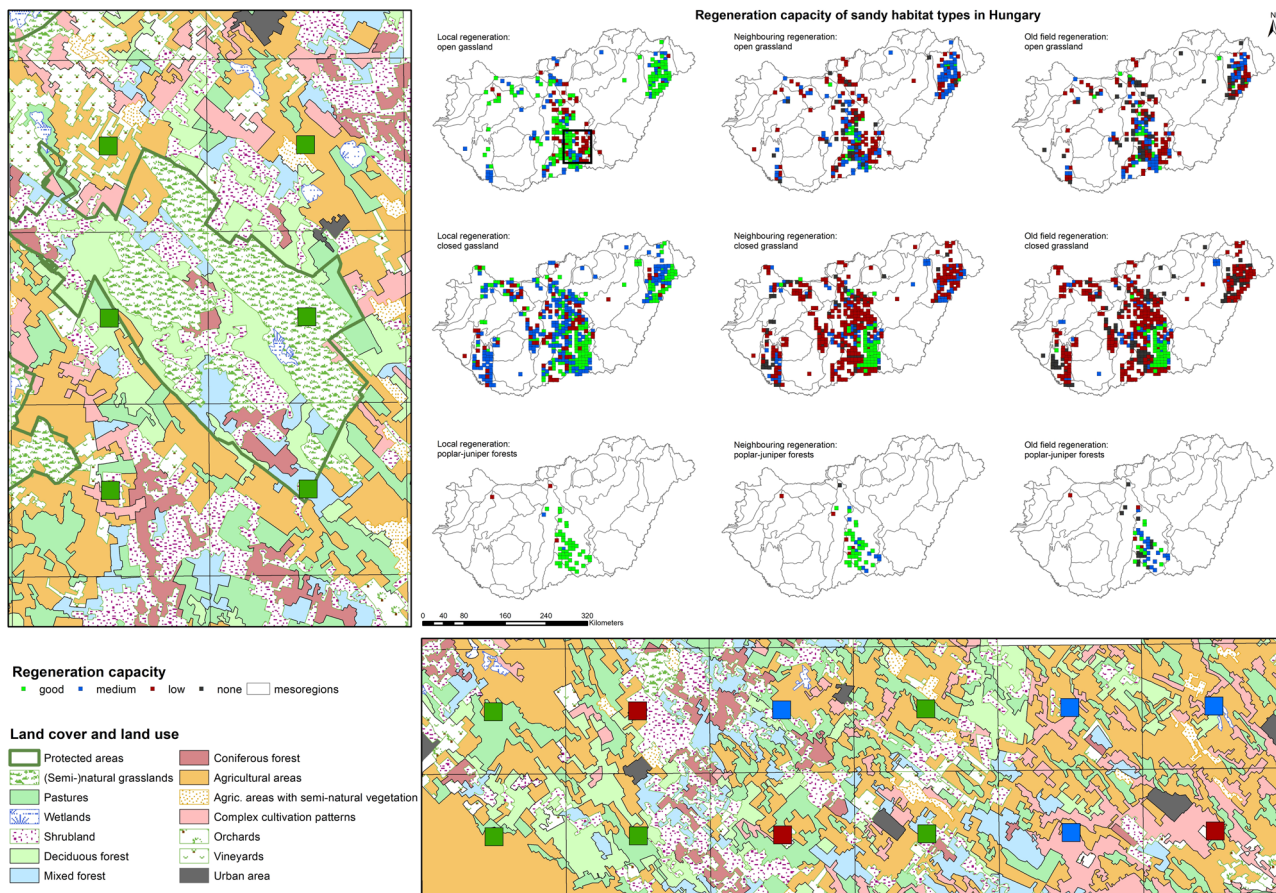 Regeneration capacity of sandy habitat types in Hungary
N
Local regeneration:
open gassland
Neighbouring regeneration:
open grassland
Old field regeneration:
open grassland
Local regeneration:
closed gassland
Neighbouring regeneration:
closed grassland
Old field regeneration:
closed grassland
Local regeneration:
poplar-juniper forests
Neighbouring regeneration:
poplar-juniper forests
Old field regeneration:
poplar-juniper forests
0 40 80 160 240 320
Kilometers
Regeneration capacity
good medium low none mesoregions
Land cover and land use
Protected areas
(Semi-)natural grasslands
Pastures
Wetlands
Shrubland
Deciduous forest
Mixed forest
Coniferous forest
Agricultural areas
Agric. areas with semi-natural vegetation
Complex cultivation patterns
Orchards
Vineyards
Urban area